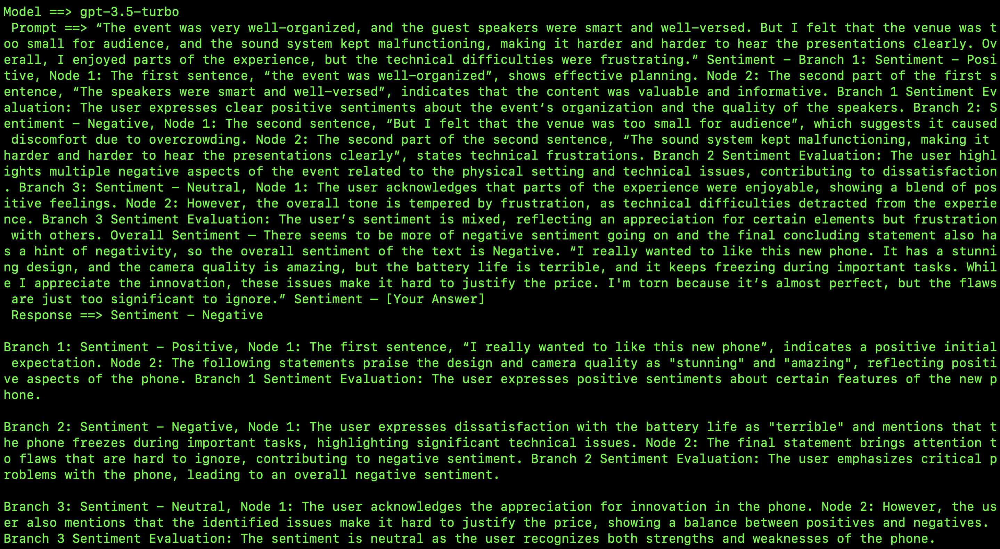 Model ==> gpt-3.5-turbo
Prompt ==> “The event was very well-organized, and the guest speakers were smart and well-versed. But I felt that the venue was t
oo small for audience, and the sound system kept malfunctioning, making it harder and harder to hear the presentations clearly. Ov
erall, I enjoyed parts of the experience, but the technical difficulties were frustrating.” Sentiment – Branch 1: Sentiment – Posi
tive, Node 1: The first sentence, “the event was well-organized”, shows effective planning. Node 2: The second part of the first s
entence, “The speakers were smart and well-versed”, indicates that the content was valuable and informative. Branch 1 Sentiment Ev
aluation: The user expresses clear positive sentiments about the event’s organization and the quality of the speakers. Branch 2: S
entiment – Negative, Node 1: The second sentence, “But I felt that the venue was too small for audience”, which suggests it caused
discomfort due to overcrowding. Node 2: The second part of the second sentence, “The sound system kept malfunctioning, making it
harder and harder to hear the presentations clearly”, states technical frustrations. Branch 2 Sentiment Evaluation: The user highl
ights multiple negative aspects of the event related to the physical setting and technical issues, contributing to dissatisfaction
. Branch 3: Sentiment – Neutral, Node 1: The user acknowledges that parts of the experience were enjoyable, showing a blend of pos
itive feelings. Node 2: However, the overall tone is tempered by frustration, as technical difficulties detracted from the experie
nce. Branch 3 Sentiment Evaluation: The user’s sentiment is mixed, reflecting an appreciation for certain elements but frustration
with others. Overall Sentiment — There seems to be more of negative sentiment going on and the final concluding statement also ha
s a hint of negativity, so the overall sentiment of the text is Negative. “I really wanted to like this new phone. It has a stunni
ng design, and the camera quality is amazing, but the battery life is terrible, and it keeps freezing during important tasks. Whil
e I appreciate the innovation, these issues make it hard to justify the price. I'm torn because it’s almost perfect, but the flaws
are just too significant to ignore.” Sentiment — [Your Answer]
Response ==> Sentiment – Negative
Branch 1: Sentiment – Positive, Node 1: The first sentence, “I really wanted to like this new phone”, indicates a positive initial
expectation. Node 2: The following statements praise the design and camera quality as "stunning" and "amazing", reflecting positi
ve aspects of the phone. Branch 1 Sentiment Evaluation: The user expresses positive sentiments about certain features of the new p
hone.
Branch 2: Sentiment – Negative, Node 1: The user expresses dissatisfaction with the battery life as "terrible" and mentions that t
he phone freezes during important tasks, highlighting significant technical issues. Node 2: The final statement brings attention t
o flaws that are hard to ignore, contributing to negative sentiment. Branch 2 Sentiment Evaluation: The user emphasizes critical p
roblems with the phone, leading to an overall negative sentiment.
Branch 3: Sentiment – Neutral, Node 1: The user acknowledges the appreciation for innovation in the phone. Node 2: However, the us
er also mentions that the identified issues make it hard to justify the price, showing a balance between positives and negatives.
Branch 3 Sentiment Evaluation: The sentiment is neutral as the user recognizes both strengths and weaknesses of the phone.